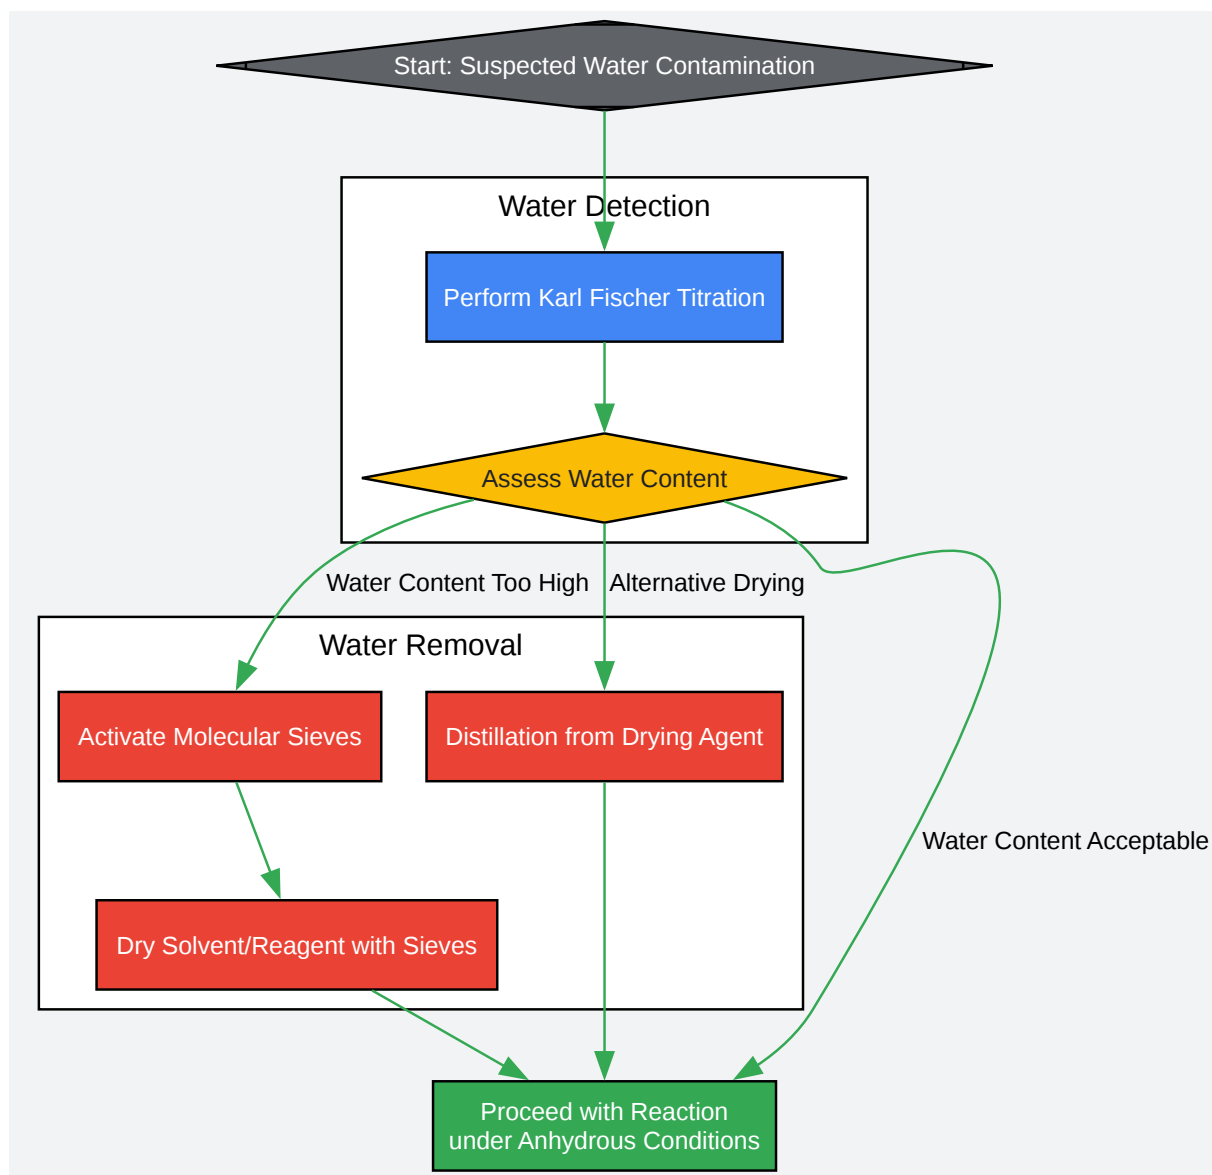 Start: Suspected Water Contamination
Water Detection
Perform Karl Fischer Titration
Assess Water Content
Water Content Too High
Alternative Drying
Water Removal
Activate Molecular Sieves
Distillation from Drying Agent
Water Content Acceptable
Dry Solvent/Reagent with Sieves
Proceed with Reaction
under Anhydrous Conditions